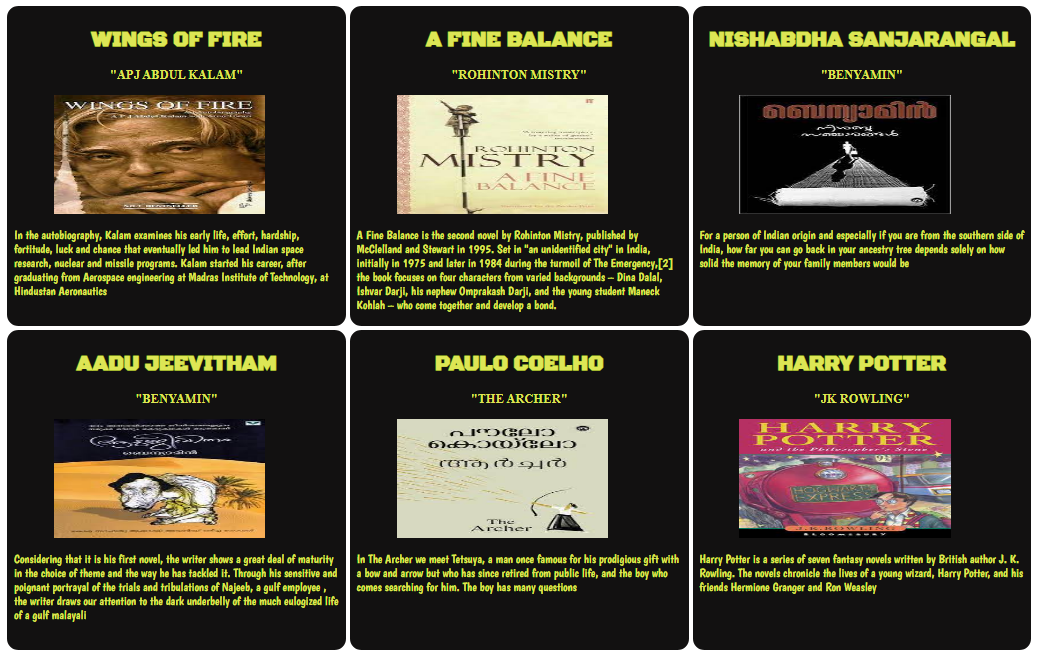 WINGS OF FIRE
"APJ ABDUL KALAM"
WINGS OF FIRE
In the autobiography, Kalam examines his early life, effort, hardship,
fortitude, luck and chance that eventually led him to lead Indian space
research, nuclear and missile programs. Kalam started his career, after
graduating from Aerospace engineering at Madras Institute of Technology, at
Hindustan Aeronautics
A FINE BALANCE
"ROHINTON MISTRY"
ROHINTON
MISTRY
A FINE
BALANCE
A Fine Balance is the second novel by Rohinton Mistry, published by
McClelland and Stewart in 1995. Set in "an unidentified city" in India,
initially in 1975 and later in 1984 during the turmoil of The Emergency,[2]
the book focuses on four characters from varied backgrounds – Dina Dalal,
Ishvar Darji, his nephew Omprakash Darji, and the young student Maneck
Kohlah – who come together and develop a bond.
NISHABDHA SANJARANGAL
"BENYAMIN"
ബെന്യാമിൻ
നിശബ്ദ
സഞ്ചാരങ്ങൾ
For a person of Indian origin and especially if you are from the southern side of
India, how far you can go back in your ancestry tree depends solely on how
solid the memory of your family members would be
AADU JEEVITHAM
"BENYAMIN"
ആടുജീവിതം
ബെന്യാമിൻ
Considering that it is his first novel, the writer shows a great deal of maturity
in the choice of theme and the way he has tackled it. Through his sensitive and
poignant portrayal of the trials and tribulations of Najeeb, a gulf employee ,
the writer draws our attention to the dark underbelly of the much eulogized life
of a gulf malayali
PAULO COELHO
"THE ARCHER"
പൗലോ
കൊയ്‌ലോ
ആർച്ചർ
The
Archer
In The Archer we meet Tetsuya, a man once famous for his prodigious gift with
a bow and arrow but who has since retired from public life, and the boy who
comes searching for him. The boy has many questions
HARRY POTTER
"JK ROWLING"
HARRY
POTTER
and the Philosopher's Stone
HOGWARTS
EXPRESS
J.K.ROWLING
BLOOMSBURY
Harry Potter is a series of seven fantasy novels written by British author J. K.
Rowling. The novels chronicle the lives of a young wizard, Harry Potter, and his
friends Hermione Granger and Ron Weasley